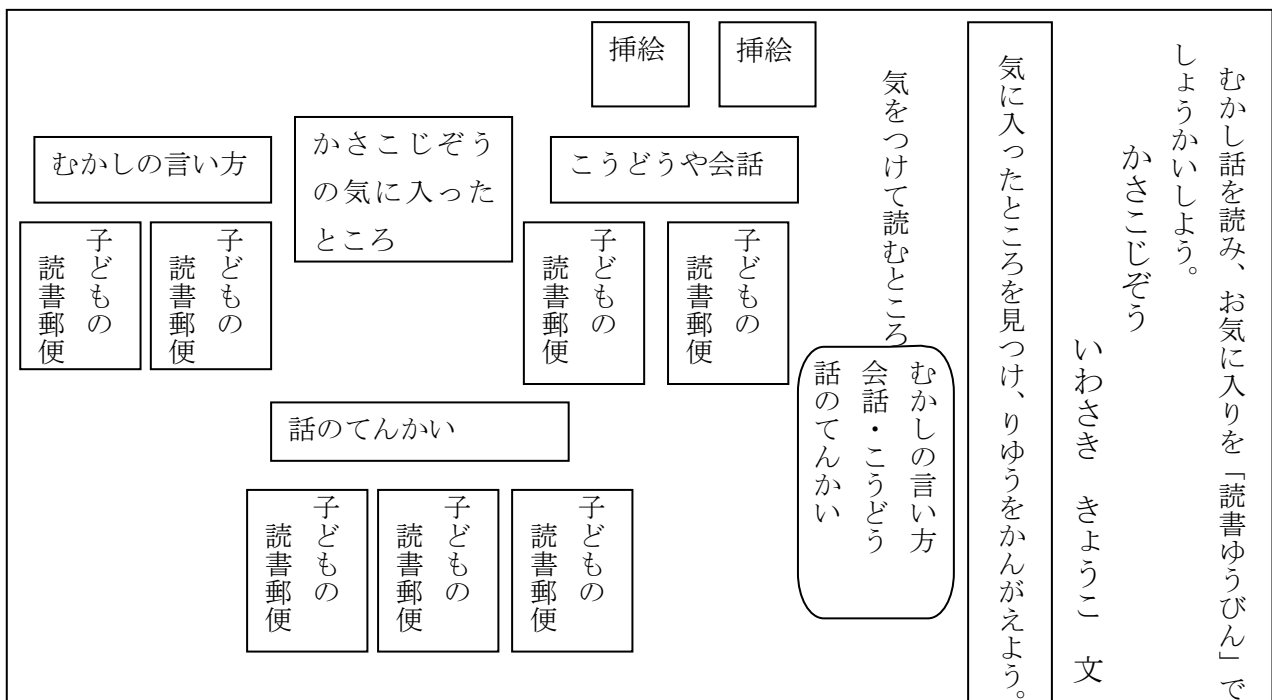 むかし話を読み、お気に入りを「読書ゆうびん」で
しょうかいしよう。
かさこじぞう
いわさき　きょうこ　文
気に入ったところを見つけ、りゆうをかんがえよう。
気をつけて読むところ
むかしの言い方
会話・こうどう
話のてんかい
挿絵
挿絵
こうどうや会話
子どもの
読書郵便
子どもの
読書郵便
かさこじぞう
の気に入った
ところ
むかしの言い方
子どもの
読書郵便
子どもの
読書郵便
話のてんかい
子どもの
読書郵便
子どもの
読書郵便
子どもの
読書郵便